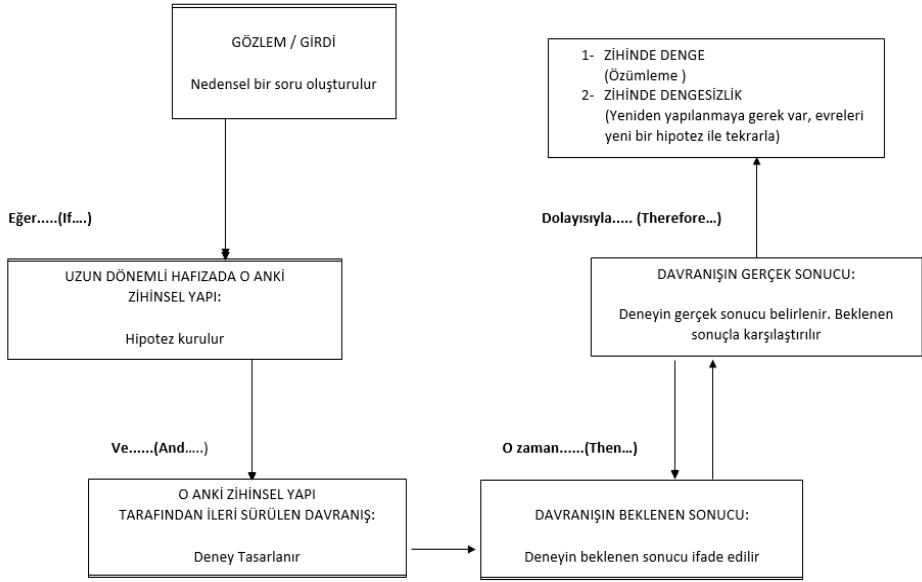 GÖZLEM / GİRDİ
Nedensel bir soru oluşturulur
Eğer.....(If....)
UZUN DÖNEMLİ HAFIZADA O ANKİ
ZİHİNSEL YAPI:
Hipotez kurulur
Ve......(And.....)
O ANKİ ZİHİNSEL YAPI
TARAFINDAN İLERİ SÜRÜLEN DAVRANIŞ:
Deney Tasarlanır
O zaman......(Then...)
DAVRANIŞIN BEKLENEN SONUCU:
Deneyin beklenen sonucu ifade edilir
DAVRANIŞIN GERÇEK SONUCU:
Deneyin gerçek sonucu belirlenir. Beklenen
sonuçla karşılaştırılır
Dolayısıyla..... (Therefore...)
1- ZİHİNDE DENGE
(Özümleme )
2- ZİHİNDE DENGESİZLİK
(Yeniden yapılanmaya gerek var, evreleri
yeni bir hipotez ile tekrarla)